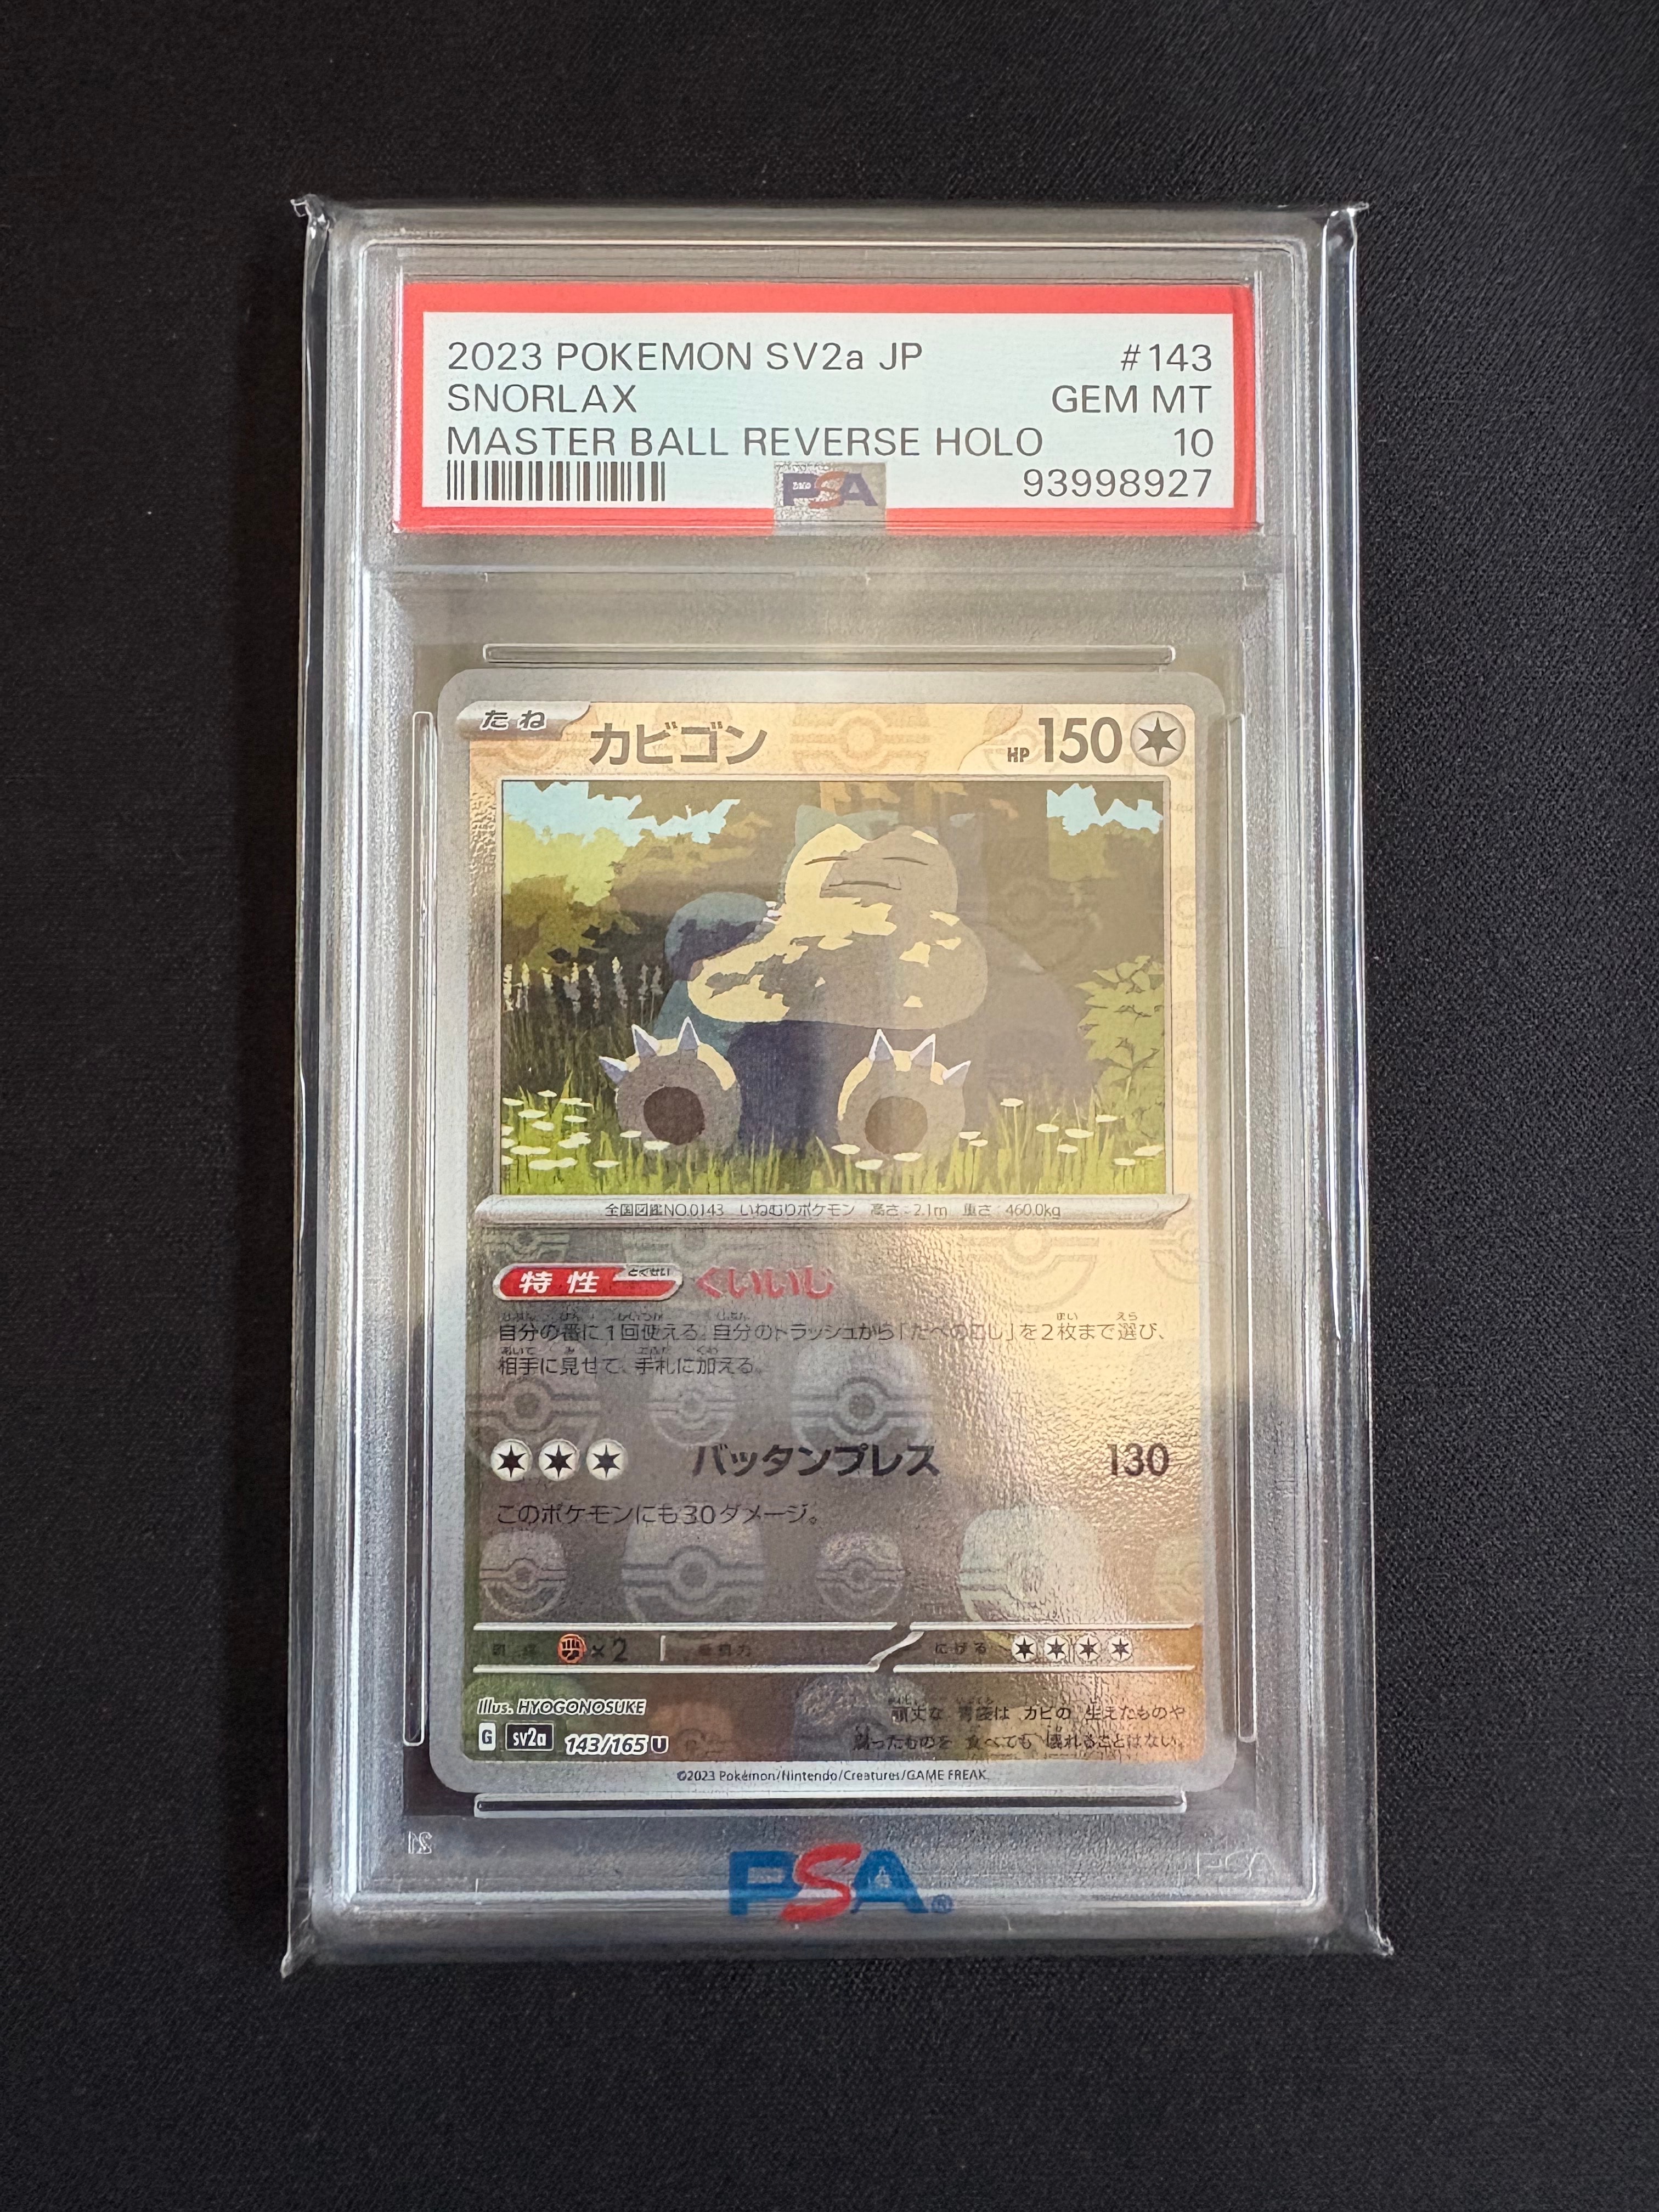 2023 POKEMON SV2a JP #143
SNORLAX GEM MT
MASTER BALL REVERSE HOLO 10
PSA 93998927
たね カビゴン HP 150
全国図鑑NO.0143 いねむりポケモン 高さ:2.1m 重さ:460.0kg
特性 とくせい くいいじ
自分の番に1回使える。自分のトラッシュから「たべのこし」を2枚まで選び、
相手に見せて、手札に加える。
バッタンプレス 130
このポケモンにも30ダメージ。
×2 にげる
Illus. HYOGONOSUKE
頑丈な 胃袋は カビの 生えたものや
G sv2a 143/165 U 腐ったものを 食べても 壊れることはない。
©2023 Pokémon/Nintendo/Creatures/GAME FREAK
PSA®